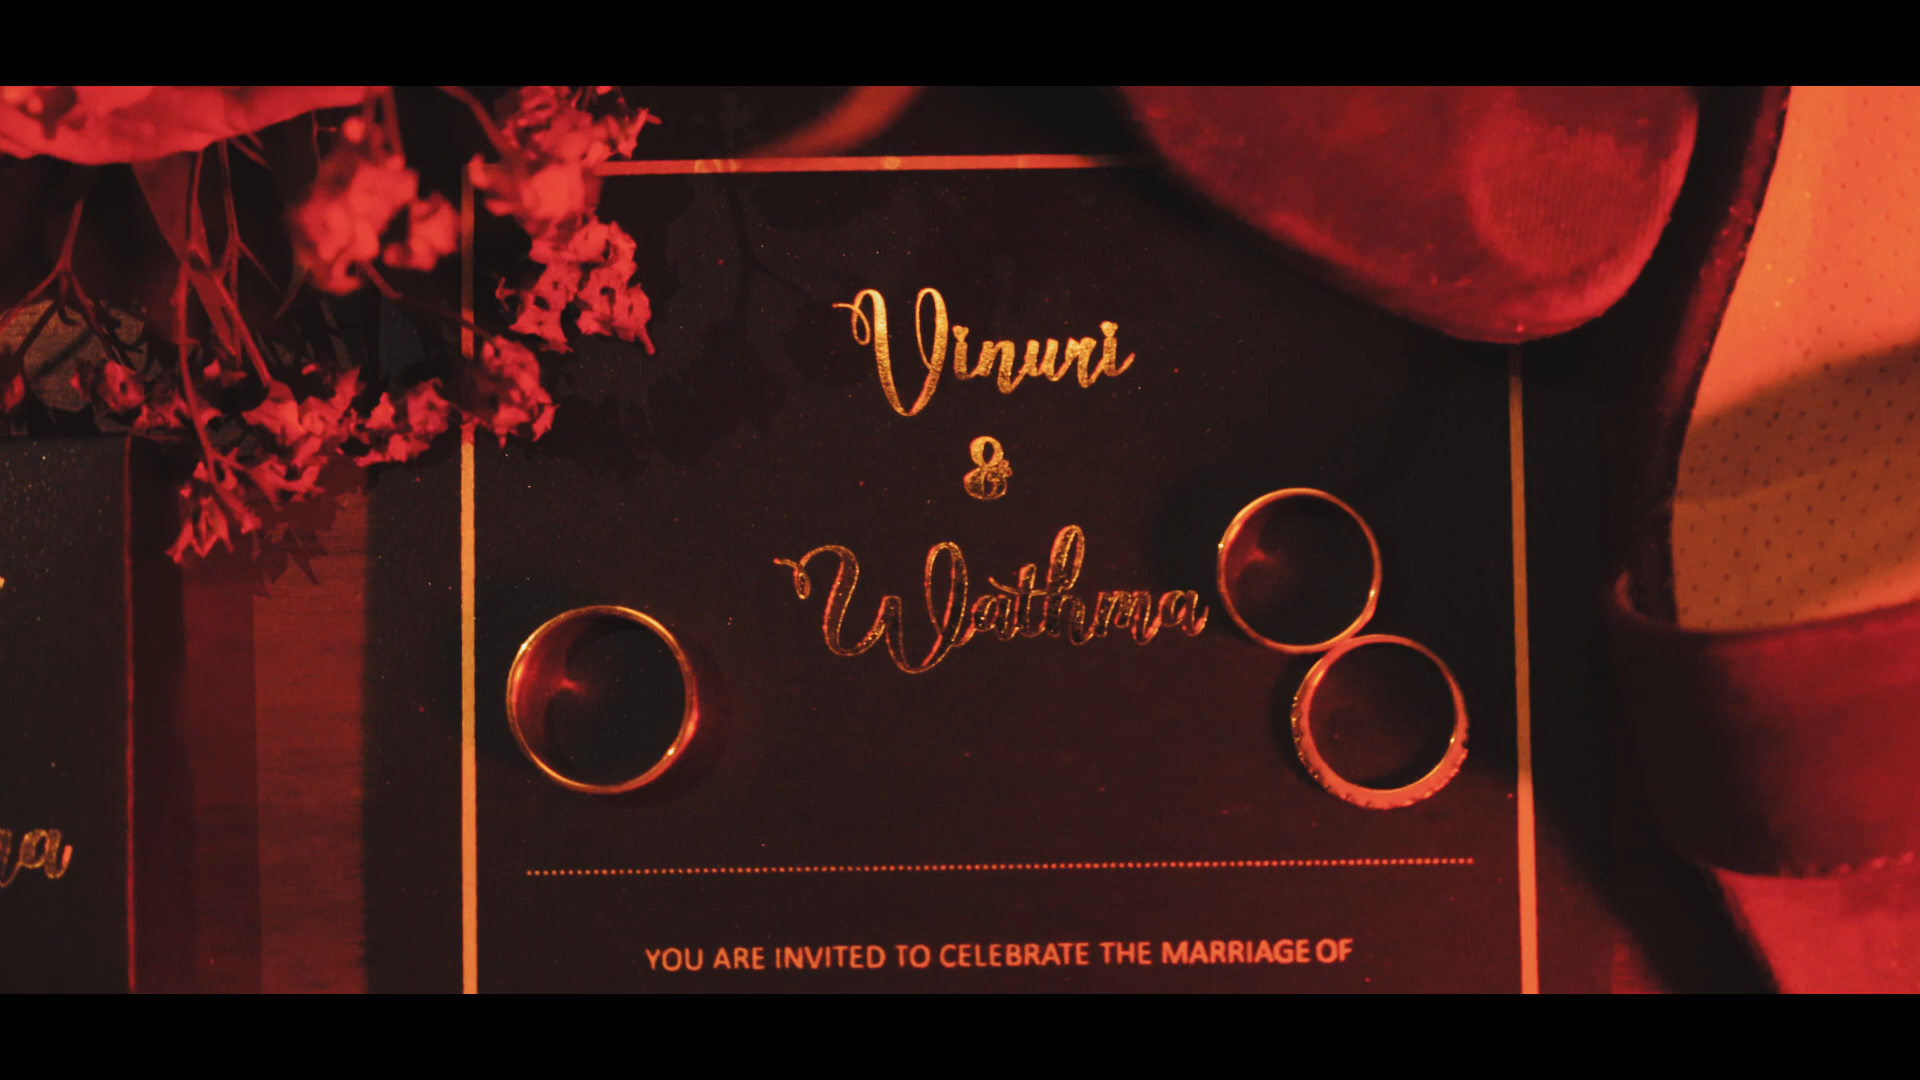 Vinuri
&
Wathma
YOU ARE INVITED TO CELEBRATE THE MARRIAGE OF